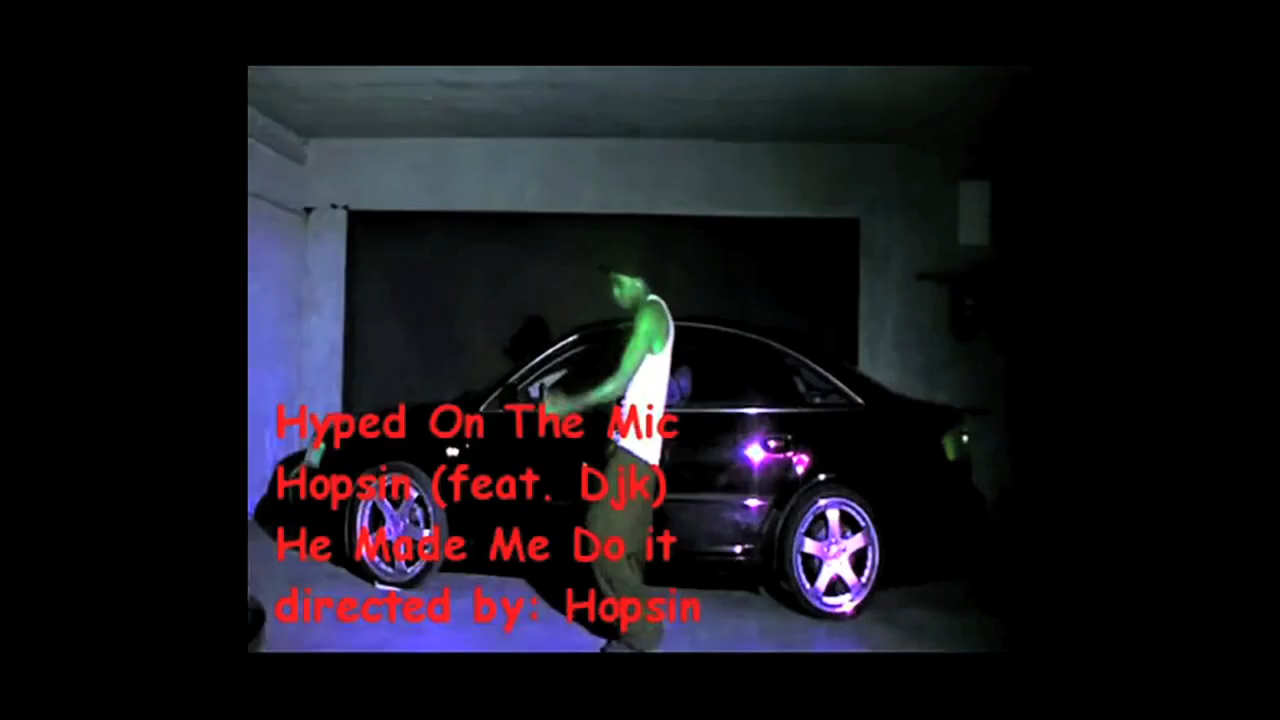 Hyped On The Mic
Hopsin (feat. Djk)
He Made Me Do it
directed by: Hopsin